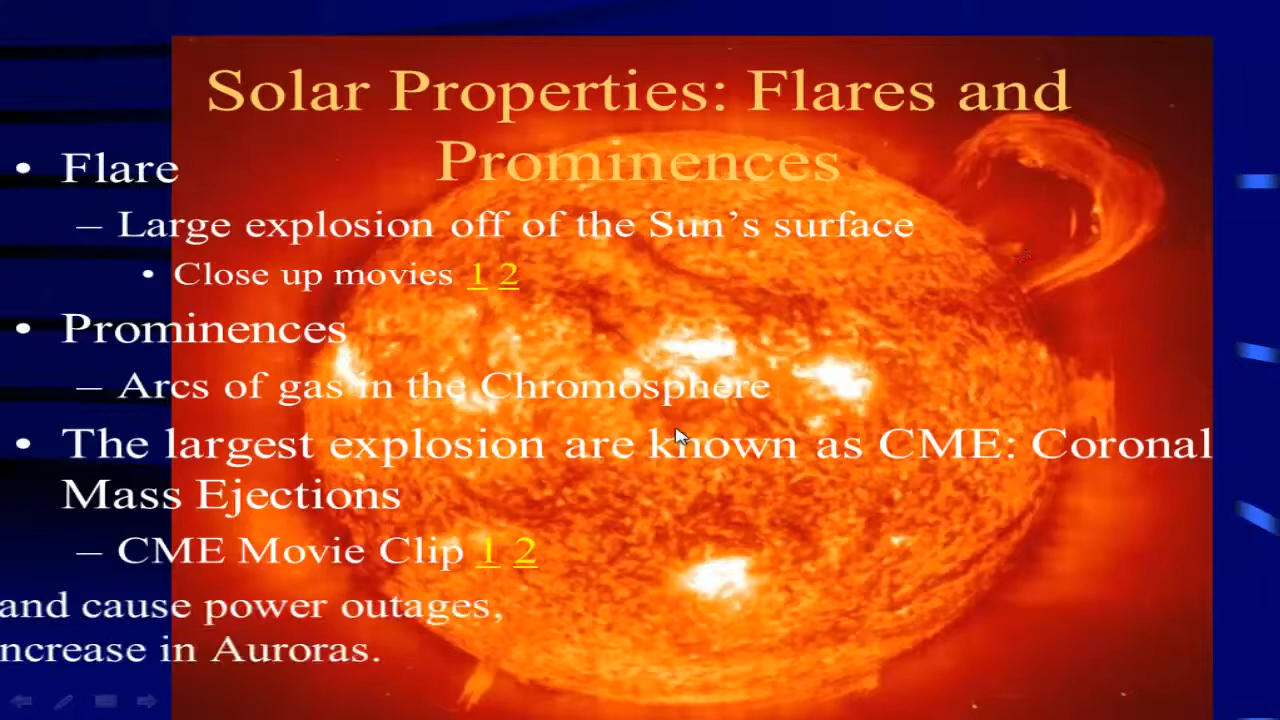 Solar Properties: Flares and
Prominences
• Flare
– Large explosion off of the Sun’s surface
• Close up movies 1 2
• Prominences
– Arcs of gas in the Chromosphere
• The largest explosion are known as CME: Coronal
Mass Ejections
– CME Movie Clip 1 2
and cause power outages,
ncrease in Auroras.